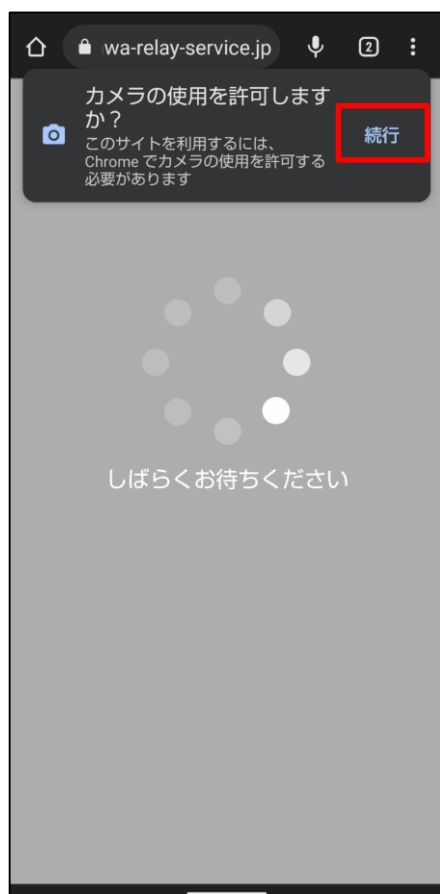 wa-relay-service.jp
2
カメラの使用を許可します
か？
続行
このサイトを利用するには、
Chrome でカメラの使用を許可する
必要があります
しばらくお待ちください